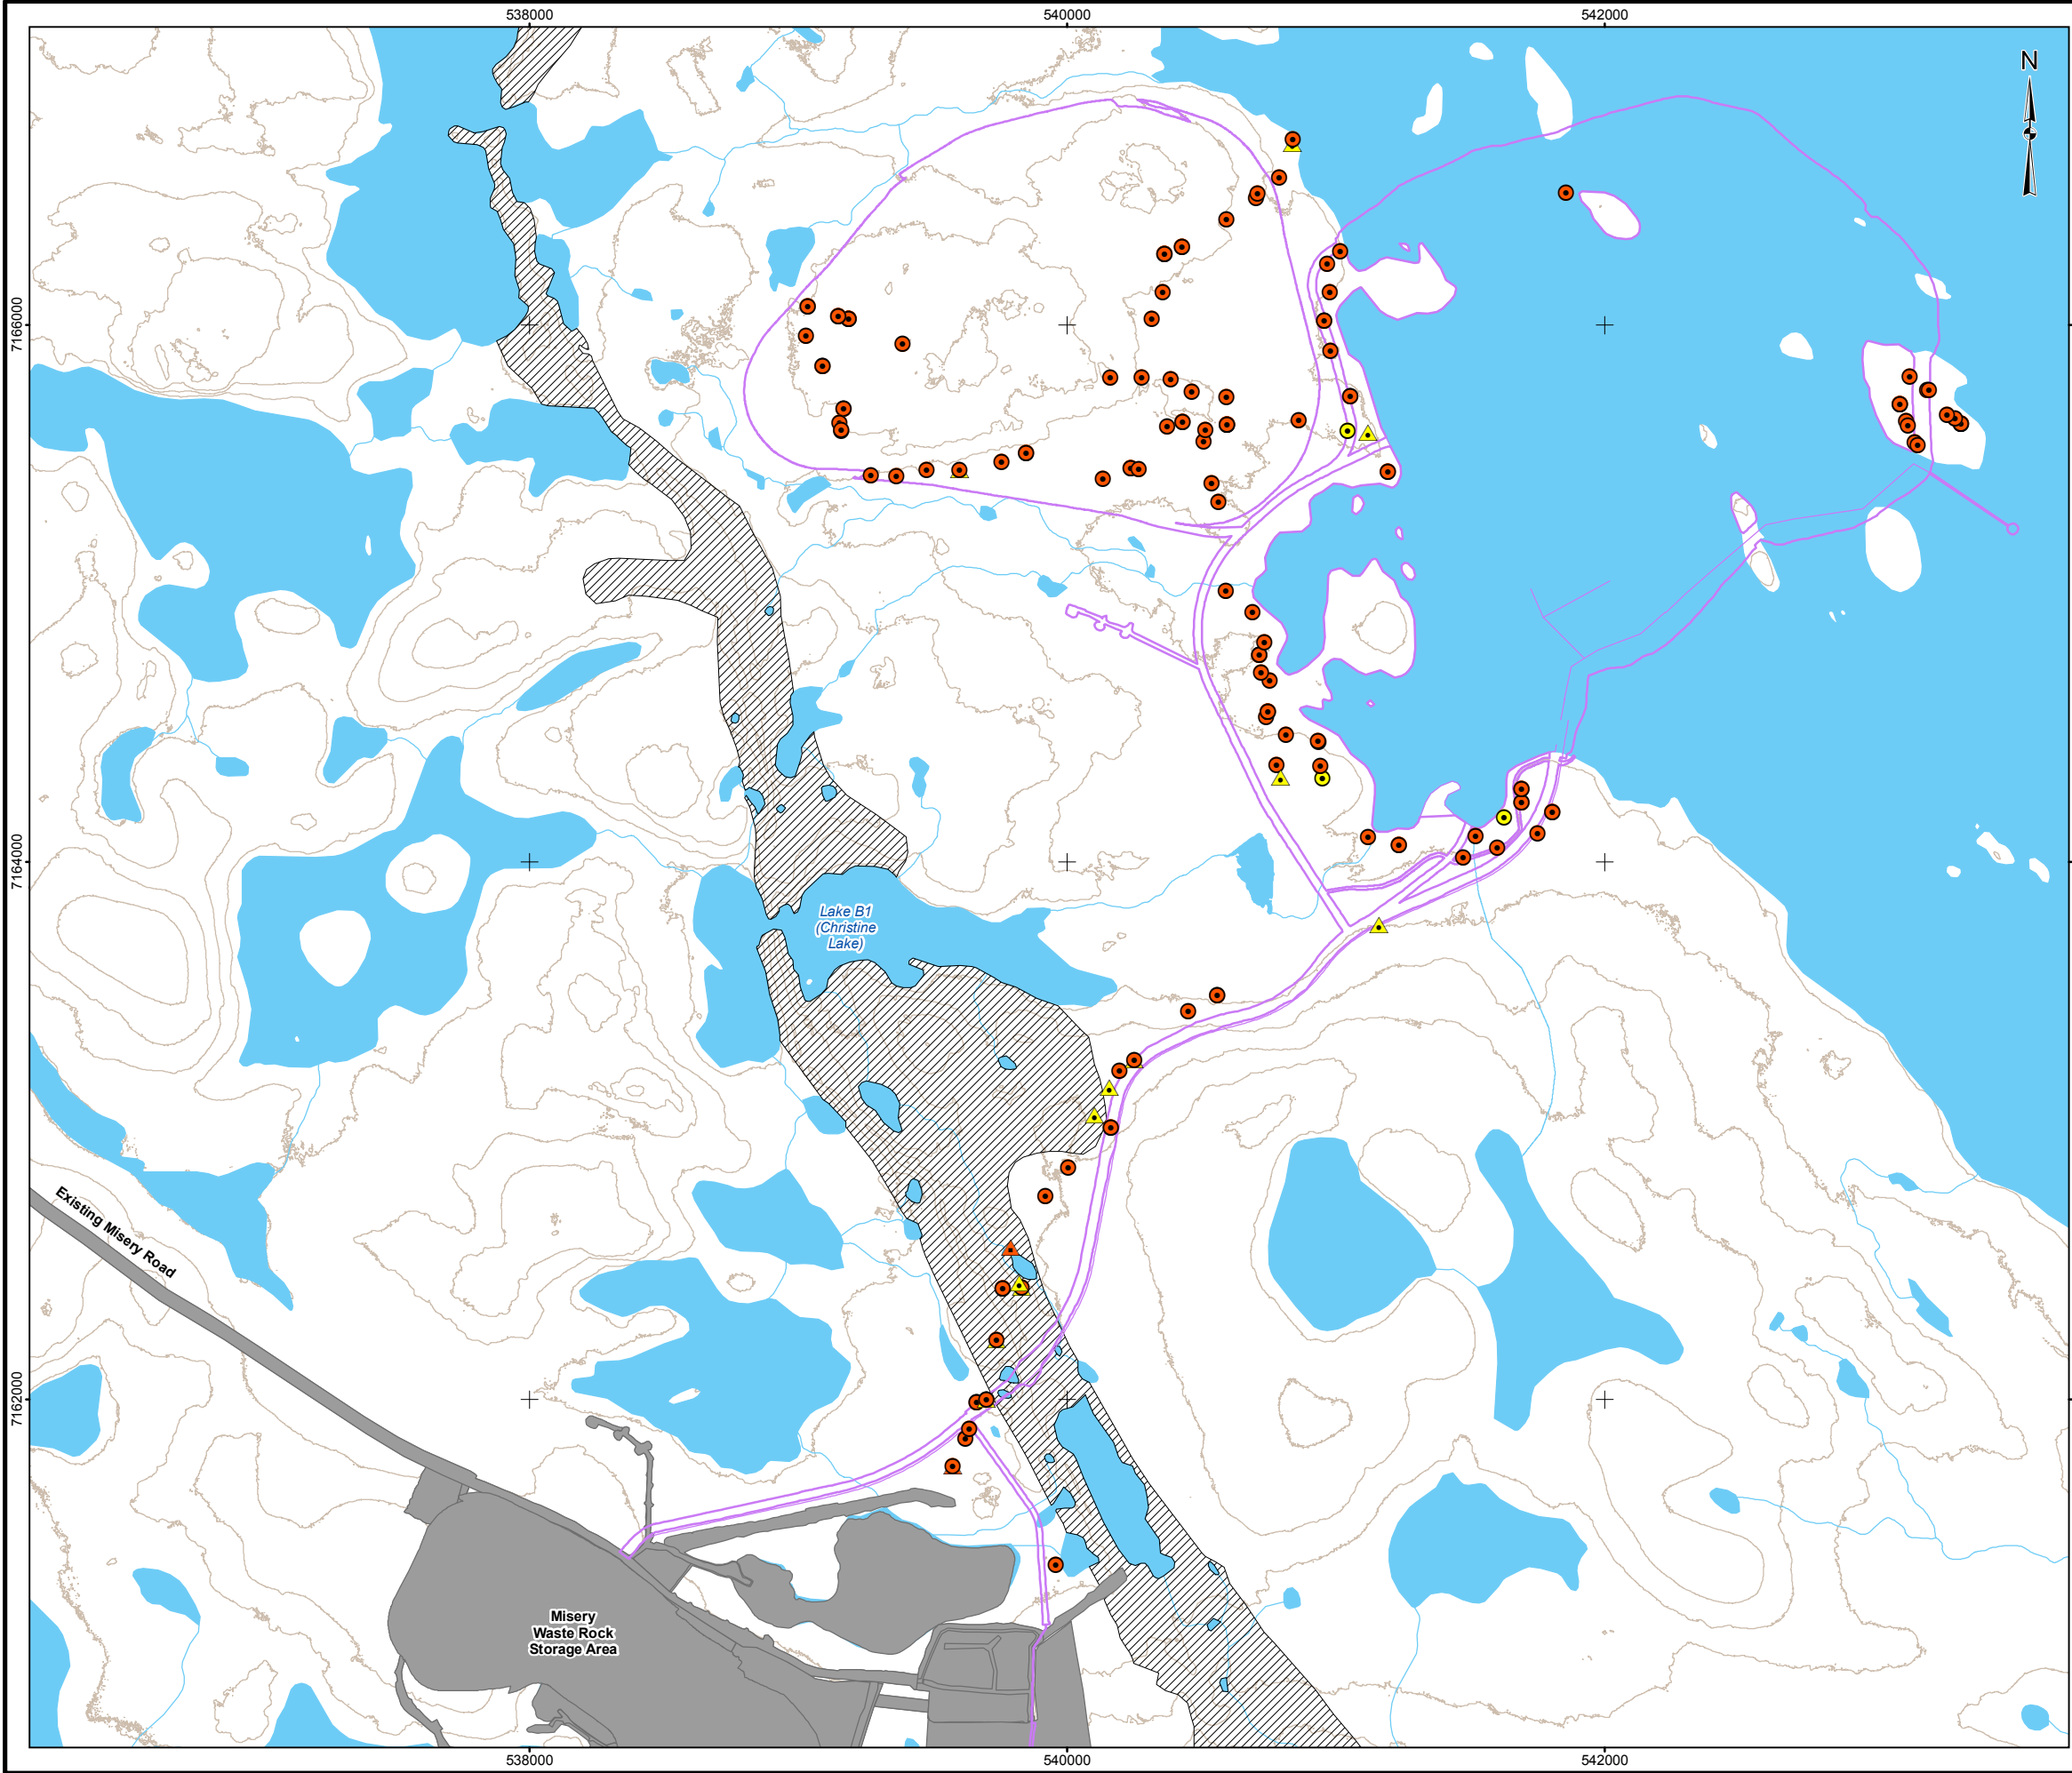 538000
540000
542000
N
7166000
7164000
Lake B1
(Christine
Lake)
Existing Misery Road
7162000
Misery
Waste Rock
Storage Area
538000
540000
542000